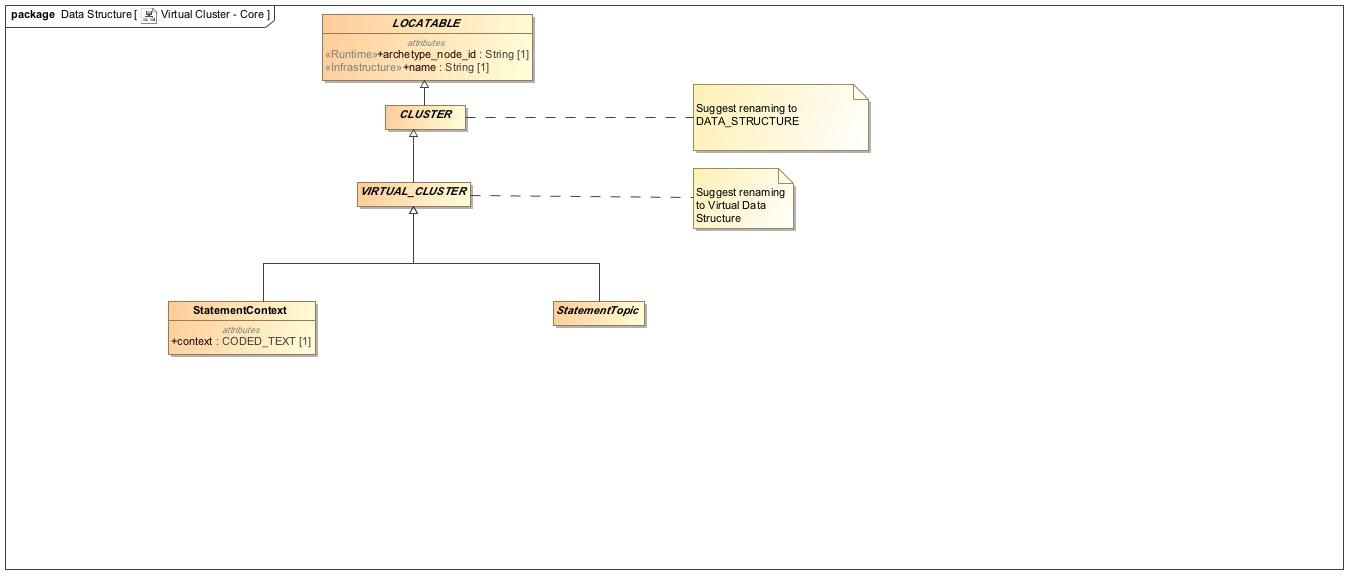 package Data Structure [ Virtual Cluster - Core ]
LOCATABLE
attributes
«Runtime»+archetype_node_id : String [1]
«Infrastructure»+name : String [1]
CLUSTER
Suggest renaming to
DATA_STRUCTURE
VIRTUAL_CLUSTER
Suggest renaming
to Virtual Data
Structure
StatementContext
attributes
+context : CODED_TEXT [1]
StatementTopic